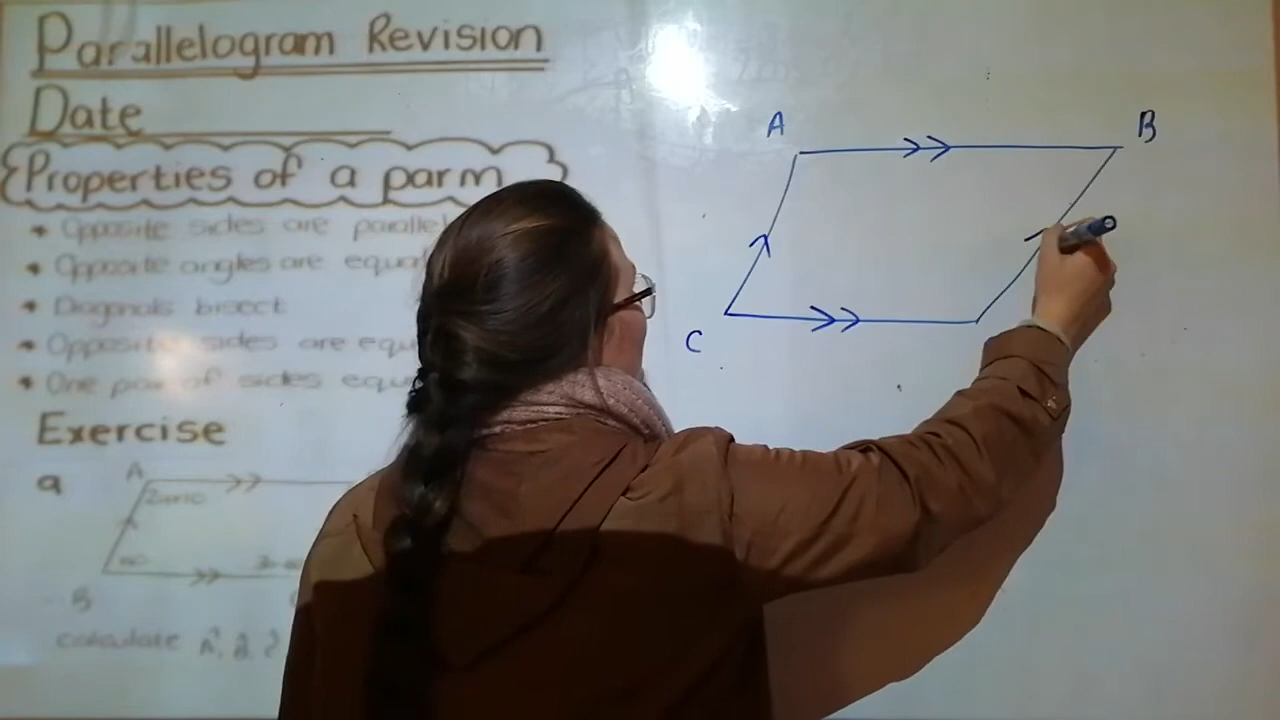 Parallelogram Revision
Date
Properties of a parm
Opposite sides are parallel
Opposite angles are equal
Diagonals bisect
Opposite sides are equ
One pair of sides equ
Exercise
a
A
B
calculate Â, B̂,
A
B
C